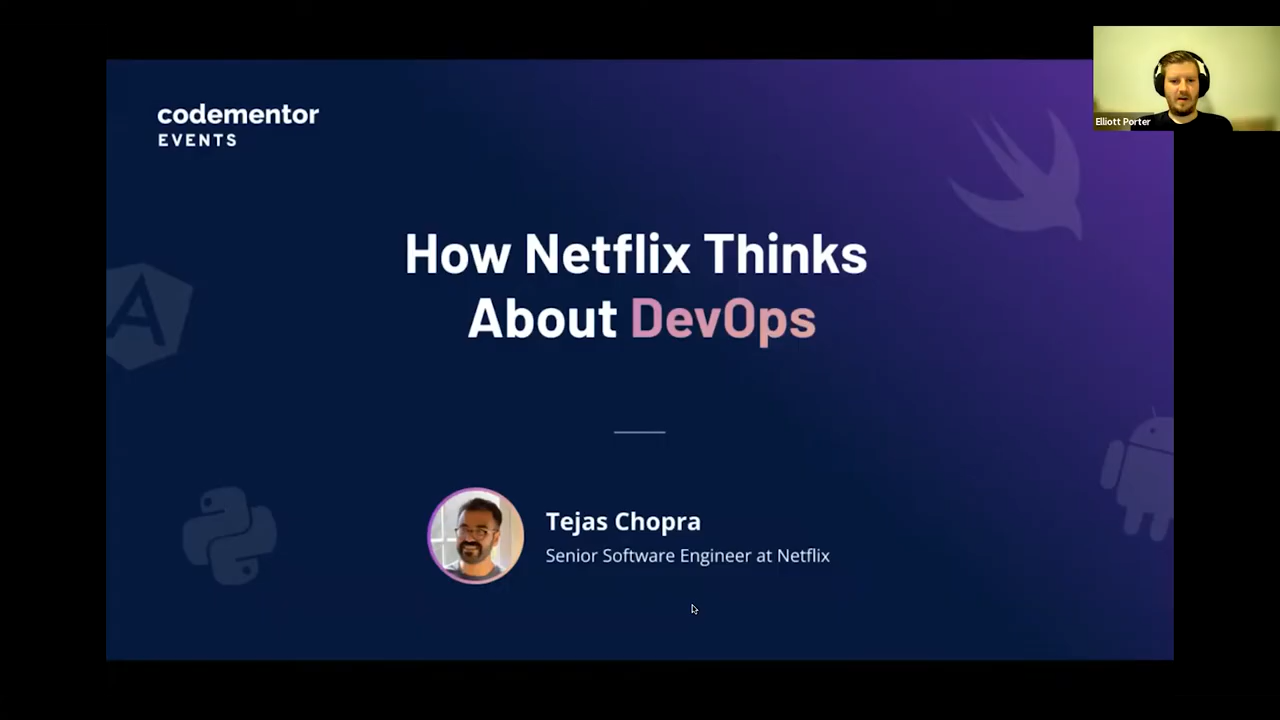 codementor
EVENTS
Elliott Porter
How Netflix Thinks
About DevOps
Tejas Chopra
Senior Software Engineer at Netflix